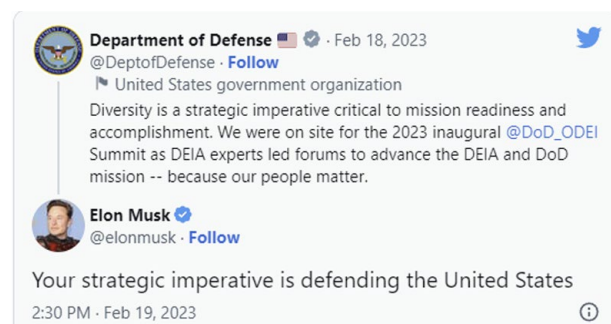 Department of Defense 🇺🇸 · Feb 18, 2023
@DeptofDefense · Follow
United States government organization
Diversity is a strategic imperative critical to mission readiness and
accomplishment. We were on site for the 2023 inaugural @DoD_ODEI
Summit as DEIA experts led forums to advance the DEIA and DoD
mission -- because our people matter.
Elon Musk
@elonmusk · Follow
Your strategic imperative is defending the United States
2:30 PM · Feb 19, 2023